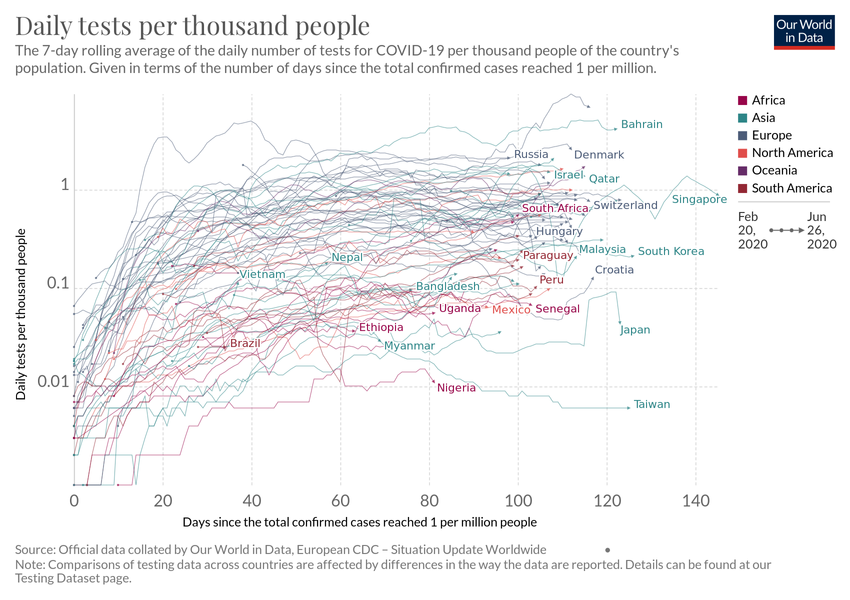 Daily tests per thousand people
The 7-day rolling average of the daily number of tests for COVID-19 per thousand people of the country's
population. Given in terms of the number of days since the total confirmed cases reached 1 per million.
Our World
in Data
Africa
Asia
Europe
North America
Oceania
South America
Feb
20,
2020
Jun
26,
2020
Daily tests per thousand people
1
0.1
0.01
Bahrain
Russia
Denmark
Israel
Qatar
Singapore
South Africa
Switzerland
Hungary
Malaysia
South Korea
Nepal
Paraguay
Vietnam
Croatia
Peru
Bangladesh
Uganda
Mexico
Senegal
Ethiopia
Japan
Brazil
Myanmar
Nigeria
Taiwan
0
20
40
60
80
100
120
140
Days since the total confirmed cases reached 1 per million people
Source: Official data collated by Our World in Data, European CDC – Situation Update Worldwide
Note: Comparisons of testing data across countries are affected by differences in the way the data are reported. Details can be found at our
Testing Dataset page.